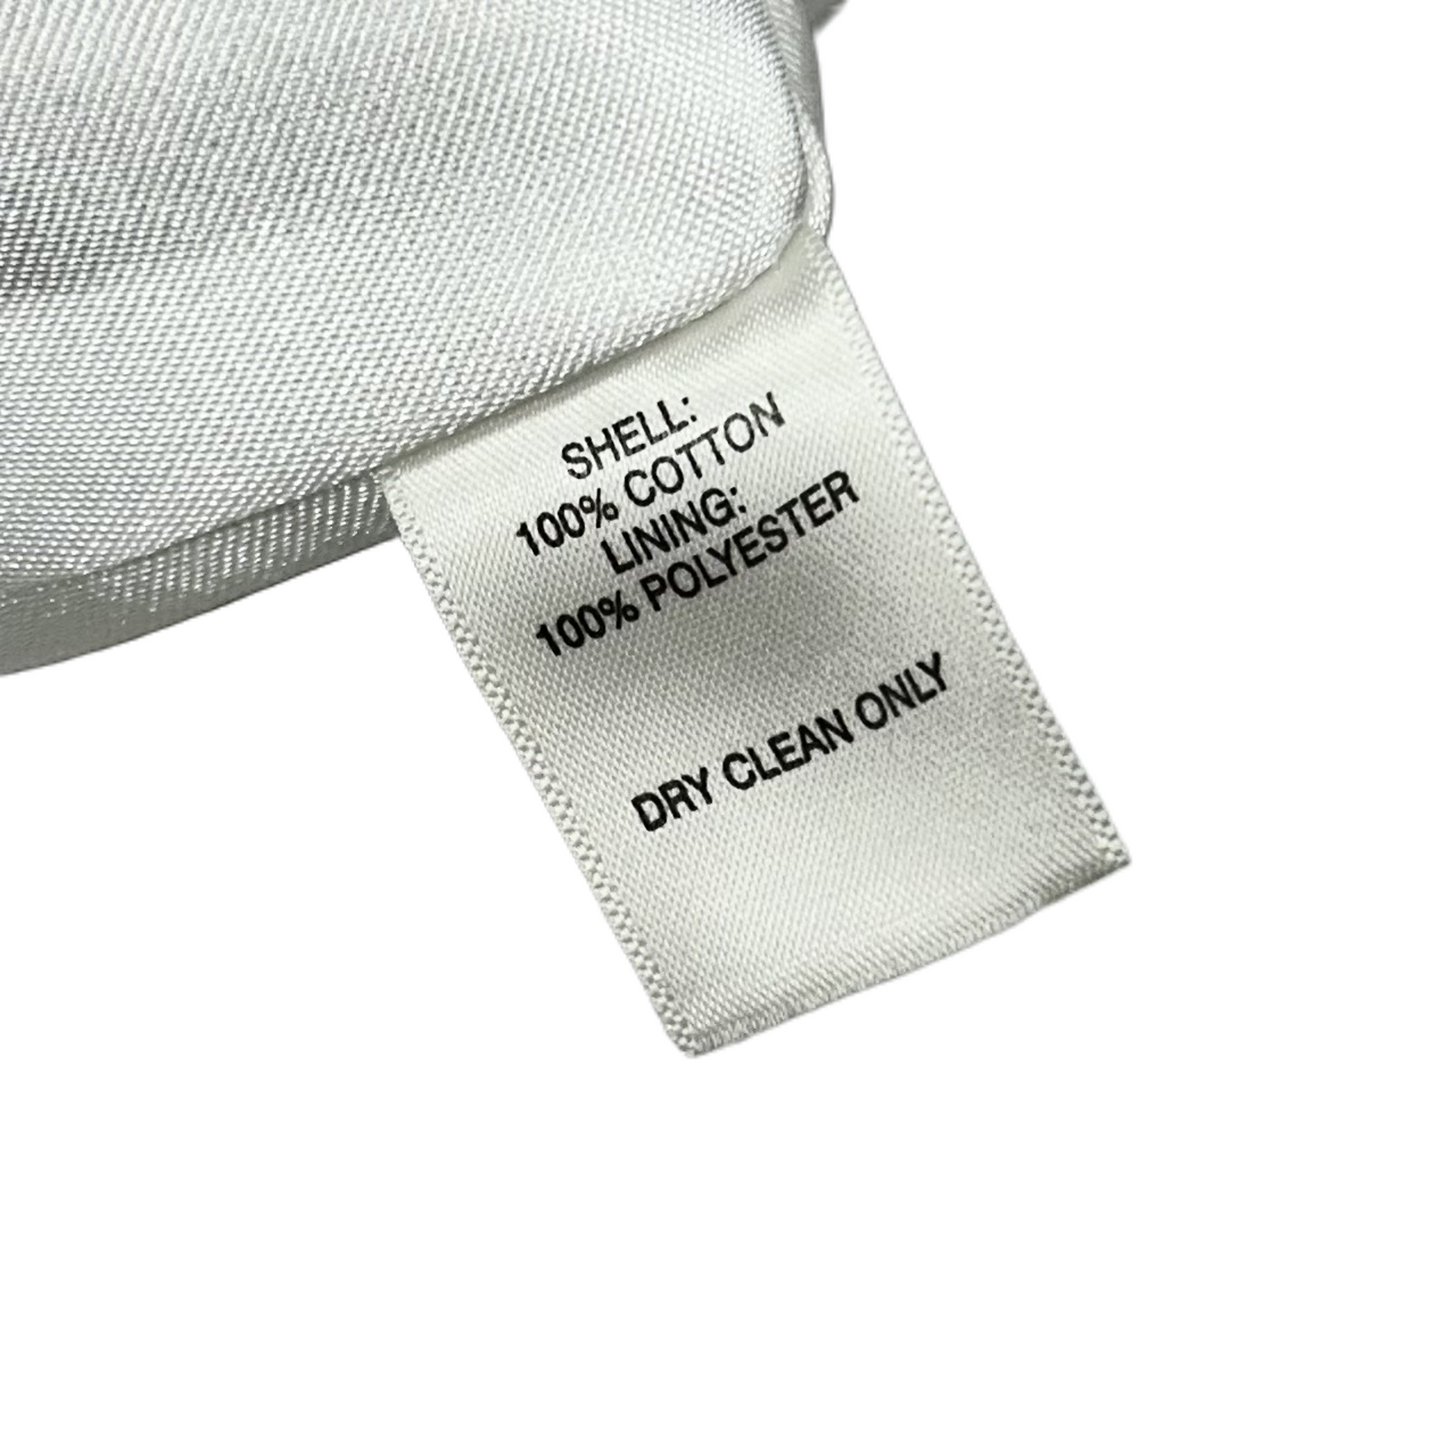 SHELL:
100% COTTON
LINING:
100% POLYESTER
DRY CLEAN ONLY